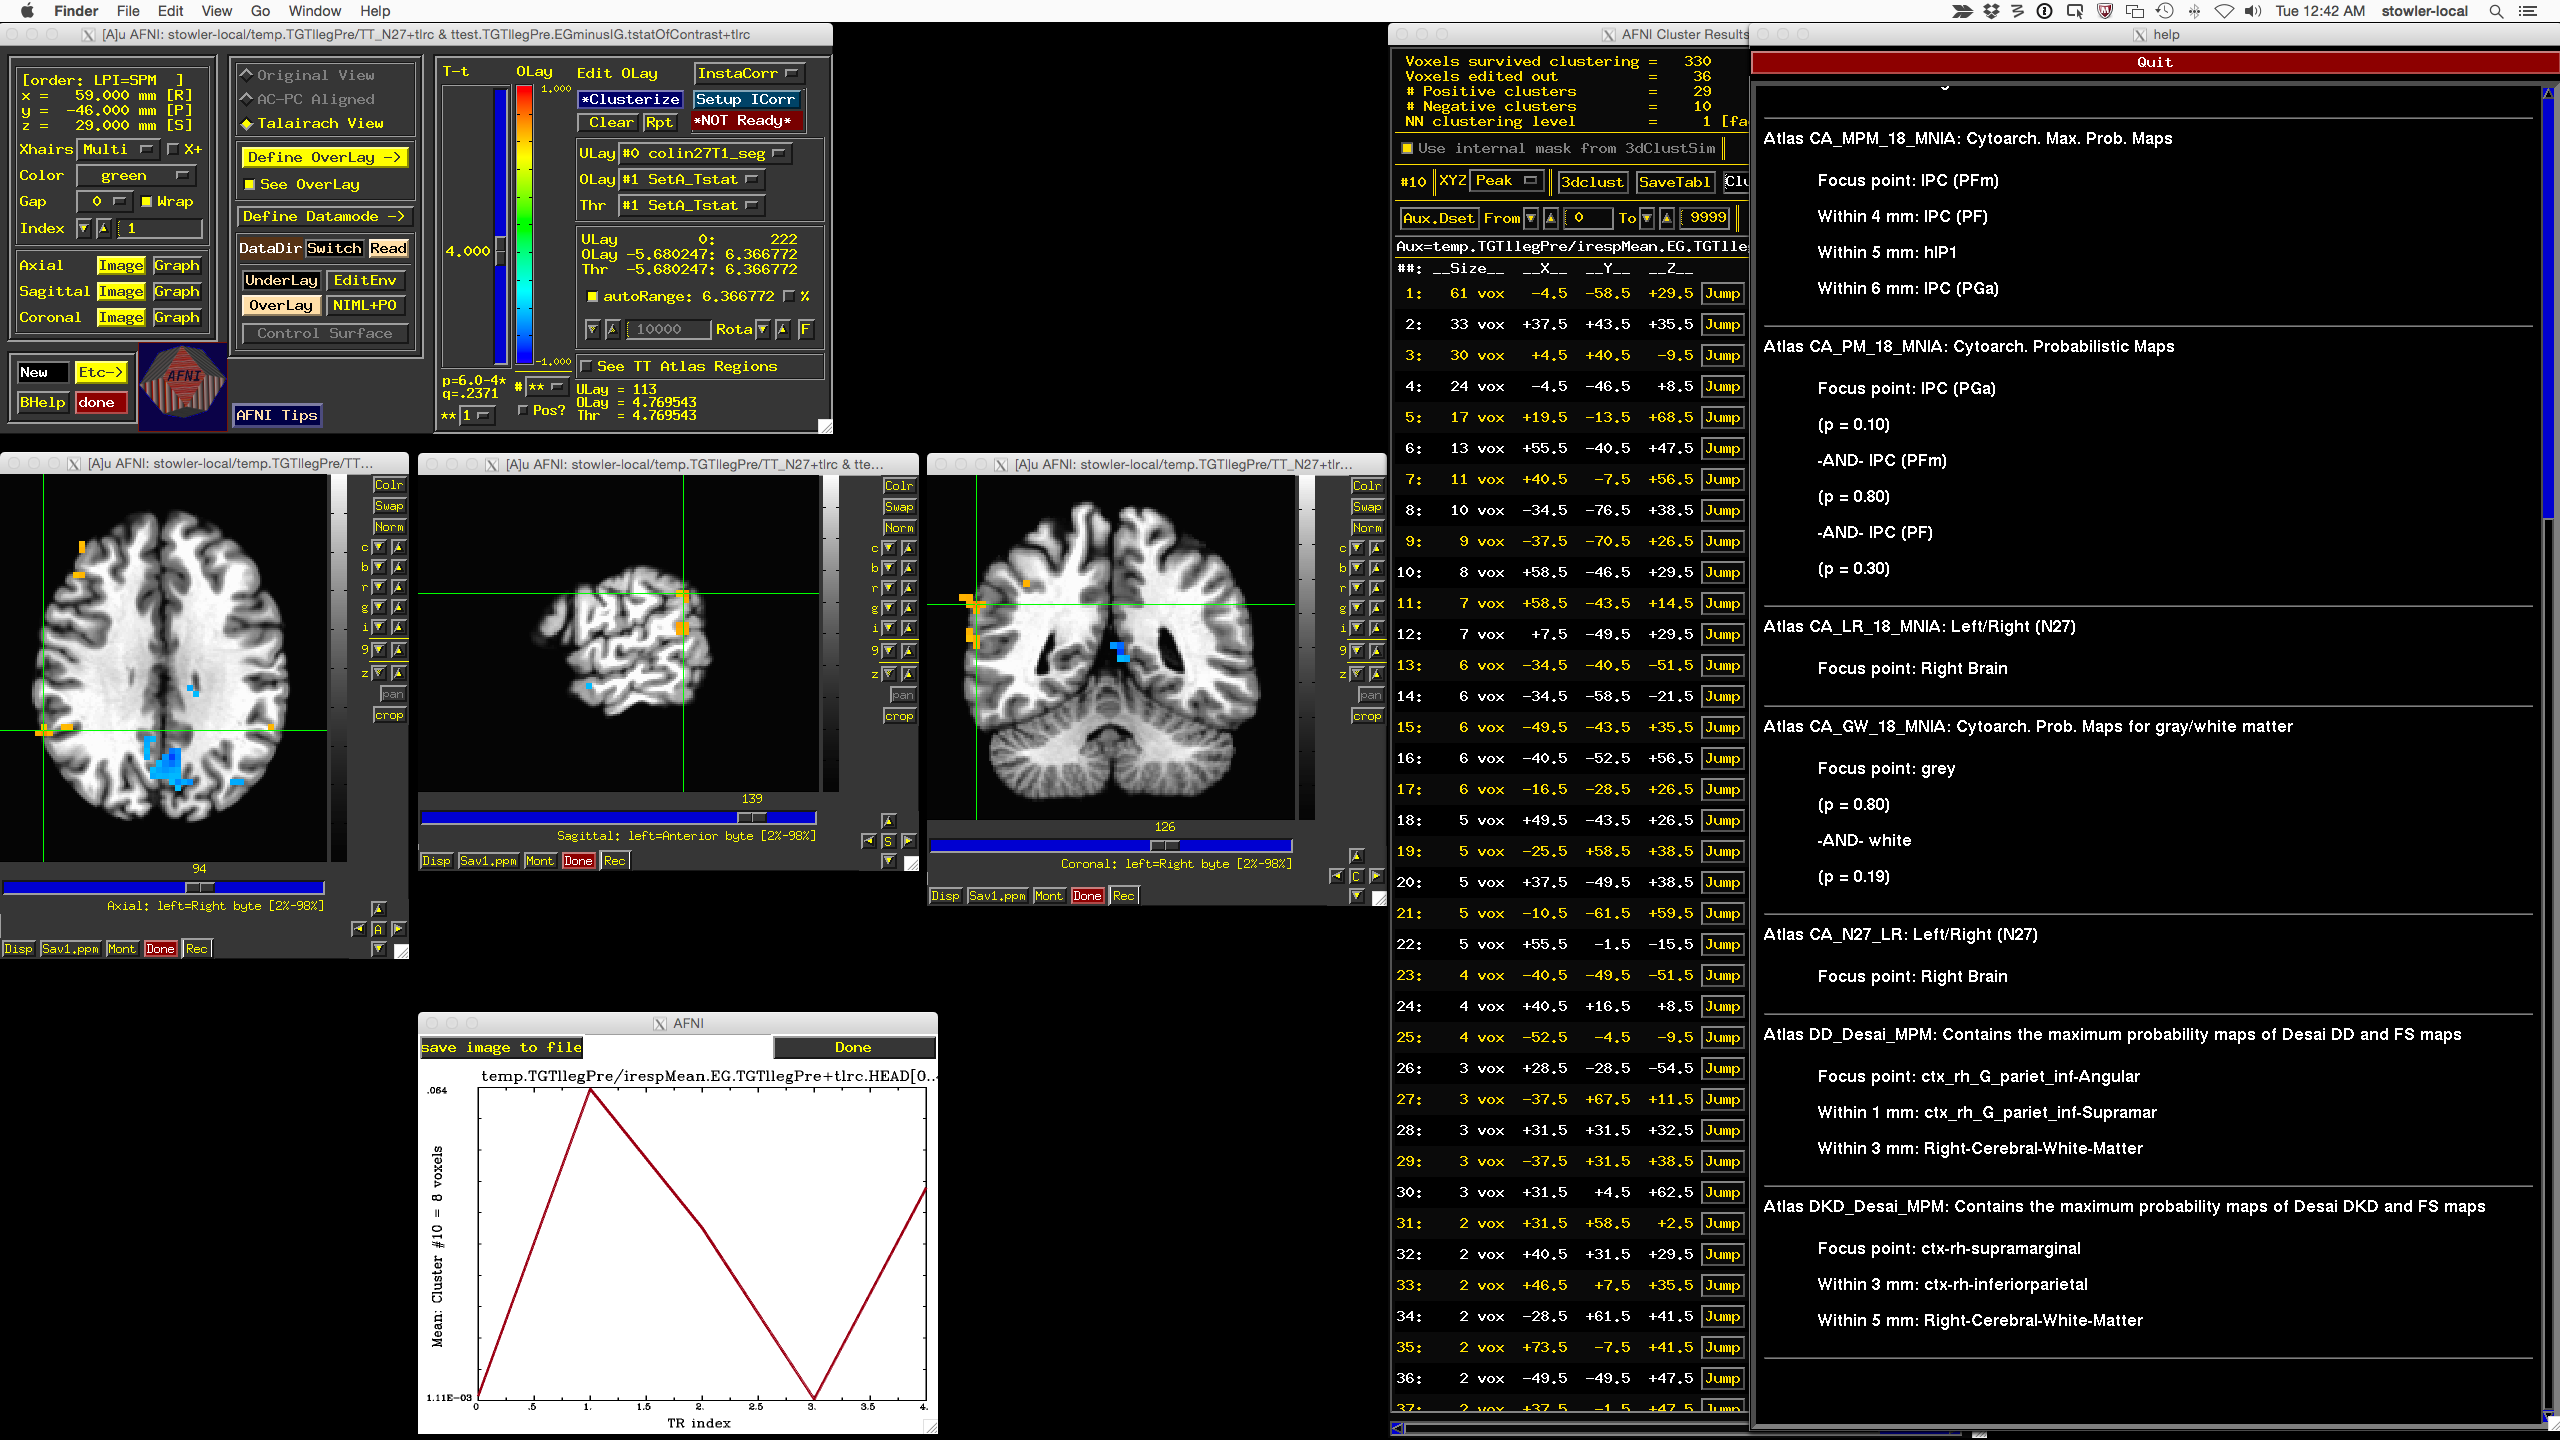 Finder File Edit View Go Window Help
Tue 12:42 AM stowler-local
[A]u AFNI: stowler-local/temp.TGTllegPre/TT_N27+tlrc & ttest.TGTllegPre.EGminusIG.tstatOfContrast+tlrc
[order: LPI=SPM ]
x = 59.000 mm [R]
y = -46.000 mm [P]
z = 29.000 mm [S]
Xhairs Multi X+
Color green
Gap 0 Wrap
Index 1
Axial Image Graph
Sagittal Image Graph
Coronal Image Graph
New Etc->
BHelp done
AFNI
Original View
AC-PC Aligned
Talairach View
Define OverLay ->
See OverLay
Define Datamode ->
DataDir Switch Read
UnderLay EditEnv
OverLay NIML+PO
Control Surface
AFNI Tips
T-t
4.000
p=6.0-4*
q=.2371
** 1
OLay
1.000
-1.000
# **
Pos?
Edit OLay InstaCorr
*Clusterize Setup ICorr
Clear Rpt *NOT Ready*
ULay #0 colin27T1_seg
OLay #1 SetA_Tstat
Thr #1 SetA_Tstat
ULay 0: 222
OLay -5.680247: 6.366772
Thr -5.680247: 6.366772
autoRange: 6.366772 %
10000 Rota F
See TT Atlas Regions
ULay = 113
OLay = 4.769543
Thr = 4.769543
[A]u AFNI: stowler-local/temp.TGTllegPre/TT...
Colr
Swap
Norm
c
b
r
g
i
9
z
pan
crop
94
Axial: left=Right byte [2%-98%]
A
Disp Sav1.ppm Mont Done Rec
[A]u AFNI: stowler-local/temp.TGTllegPre/TT_N27+tlrc & tte...
Colr
Swap
Norm
c
b
r
g
i
9
z
pan
crop
139
Sagittal: left=Anterior byte [2%-98%]
S
Disp Sav1.ppm Mont Done Rec
[A]u AFNI: stowler-local/temp.TGTllegPre/TT_N27+tlr...
Colr
Swap
Norm
c
b
r
g
i
9
z
pan
crop
126
Coronal: left=Right byte [2%-98%]
C
Disp Sav1.ppm Mont Done Rec
AFNI
save image to file Done
temp.TGTllegPre/irespMean.EG.TGTllegPre+tlrc.HEAD[0..
.064
Mean: Cluster #10 = 8 voxels
1.11E-03
0 .5 1. 1.5 2. 2.5 3. 3.5 4.
TR index
AFNI Cluster Results
Voxels survived clustering = 330
Voxels edited out = 36
# Positive clusters = 29
# Negative clusters = 10
NN clustering level = 1 [fa
Use internal mask from 3dClustSim
#10 XYZ Peak 3dclust SaveTabl Clu
Aux.Dset From 0 To 9999
Aux=temp.TGTllegPre/irespMean.EG.TGTlle
##: __Size__ __X__ __Y__ __Z__
1: 61 vox -4.5 -58.5 +29.5 Jump
2: 33 vox +37.5 +43.5 +35.5 Jump
3: 30 vox +4.5 +40.5 -9.5 Jump
4: 24 vox -4.5 -46.5 +8.5 Jump
5: 17 vox +19.5 -13.5 +68.5 Jump
6: 13 vox +55.5 -40.5 +47.5 Jump
7: 11 vox +40.5 -7.5 +56.5 Jump
8: 10 vox -34.5 -76.5 +38.5 Jump
9: 9 vox -37.5 -70.5 +26.5 Jump
10: 8 vox +58.5 -46.5 +29.5 Jump
11: 7 vox +58.5 -43.5 +14.5 Jump
12: 7 vox +7.5 -49.5 +29.5 Jump
13: 6 vox -34.5 -40.5 -51.5 Jump
14: 6 vox -34.5 -58.5 -21.5 Jump
15: 6 vox -49.5 -43.5 +35.5 Jump
16: 6 vox -40.5 -52.5 +56.5 Jump
17: 6 vox -16.5 -28.5 +26.5 Jump
18: 5 vox +49.5 -43.5 +26.5 Jump
19: 5 vox -25.5 +58.5 +38.5 Jump
20: 5 vox +37.5 -49.5 +38.5 Jump
21: 5 vox -10.5 -61.5 +59.5 Jump
22: 5 vox +55.5 -1.5 -15.5 Jump
23: 4 vox -40.5 -49.5 -51.5 Jump
24: 4 vox +40.5 +16.5 +8.5 Jump
25: 4 vox -52.5 -4.5 -9.5 Jump
26: 3 vox +28.5 -28.5 -54.5 Jump
27: 3 vox -37.5 +67.5 +11.5 Jump
28: 3 vox +31.5 +31.5 +32.5 Jump
29: 3 vox -37.5 +31.5 +38.5 Jump
30: 3 vox +31.5 +4.5 +62.5 Jump
31: 2 vox +31.5 +58.5 +2.5 Jump
32: 2 vox +40.5 +31.5 +29.5 Jump
33: 2 vox +46.5 +7.5 +35.5 Jump
34: 2 vox -28.5 +61.5 +41.5 Jump
35: 2 vox +73.5 -7.5 +41.5 Jump
36: 2 vox -49.5 -49.5 +47.5 Jump
37: 2 vox +37.5 -1.5 +47.5 Jump
help
Quit
Atlas CA_MPM_18_MNIA: Cytoarch. Max. Prob. Maps
Focus point: IPC (PFm)
Within 4 mm: IPC (PF)
Within 5 mm: hIP1
Within 6 mm: IPC (PGa)
Atlas CA_PM_18_MNIA: Cytoarch. Probabilistic Maps
Focus point: IPC (PGa)
(p = 0.10)
-AND- IPC (PFm)
(p = 0.80)
-AND- IPC (PF)
(p = 0.30)
Atlas CA_LR_18_MNIA: Left/Right (N27)
Focus point: Right Brain
Atlas CA_GW_18_MNIA: Cytoarch. Prob. Maps for gray/white matter
Focus point: grey
(p = 0.80)
-AND- white
(p = 0.19)
Atlas CA_N27_LR: Left/Right (N27)
Focus point: Right Brain
Atlas DD_Desai_MPM: Contains the maximum probability maps of Desai DD and FS maps
Focus point: ctx_rh_G_pariet_inf-Angular
Within 1 mm: ctx_rh_G_pariet_inf-Supramar
Within 3 mm: Right-Cerebral-White-Matter
Atlas DKD_Desai_MPM: Contains the maximum probability maps of Desai DKD and FS maps
Focus point: ctx-rh-supramarginal
Within 3 mm: ctx-rh-inferiorparietal
Within 5 mm: Right-Cerebral-White-Matter